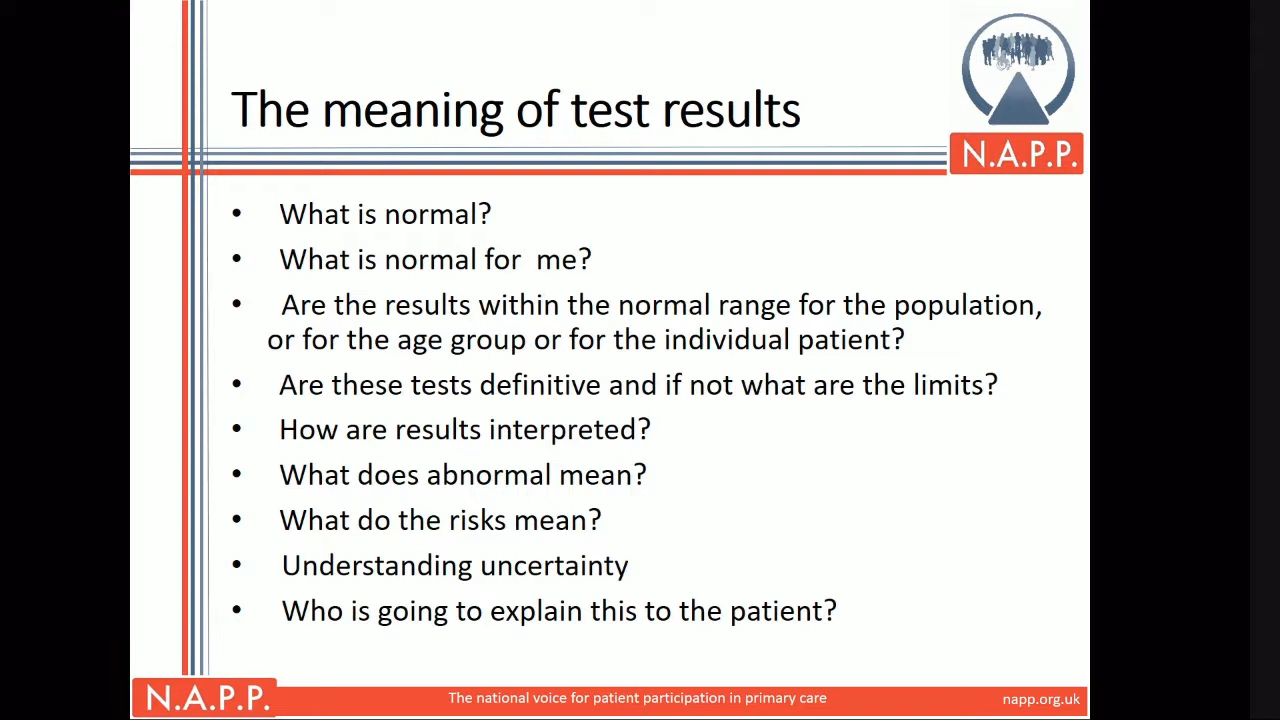 The meaning of test results
N.A.P.P.
• What is normal?
• What is normal for  me?
• Are the results within the normal range for the population,
or for the age group or for the individual patient?
• Are these tests definitive and if not what are the limits?
• How are results interpreted?
• What does abnormal mean?
• What do the risks mean?
• Understanding uncertainty
• Who is going to explain this to the patient?
N.A.P.P.
The national voice for patient participation in primary care
napp.org.uk